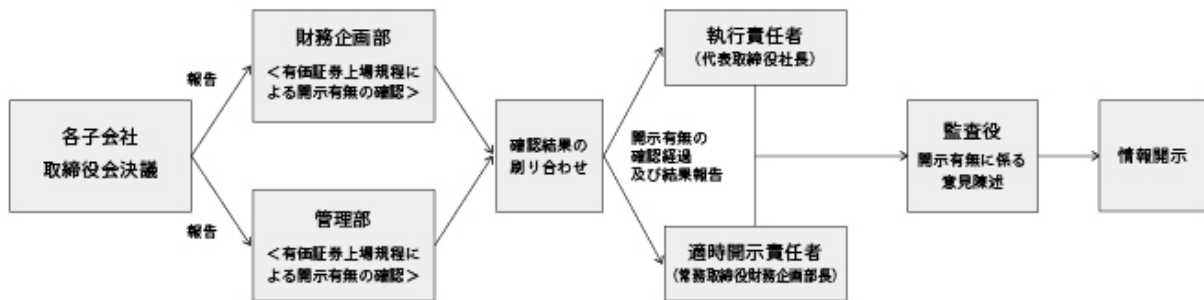 各子会社
取締役会決議
報告
報告
財務企画部
＜有価証券上場規程に
よる開示有無の確認＞
管理部
＜有価証券上場規程に
よる開示有無の確認＞
確認結果の
刷り合わせ
開示有無の
確認経過
及び結果報告
執行責任者
（代表取締役社長）
適時開示責任者
（常務取締役財務企画部長）
監査役
開示有無に係る
意見陳述
情報開示